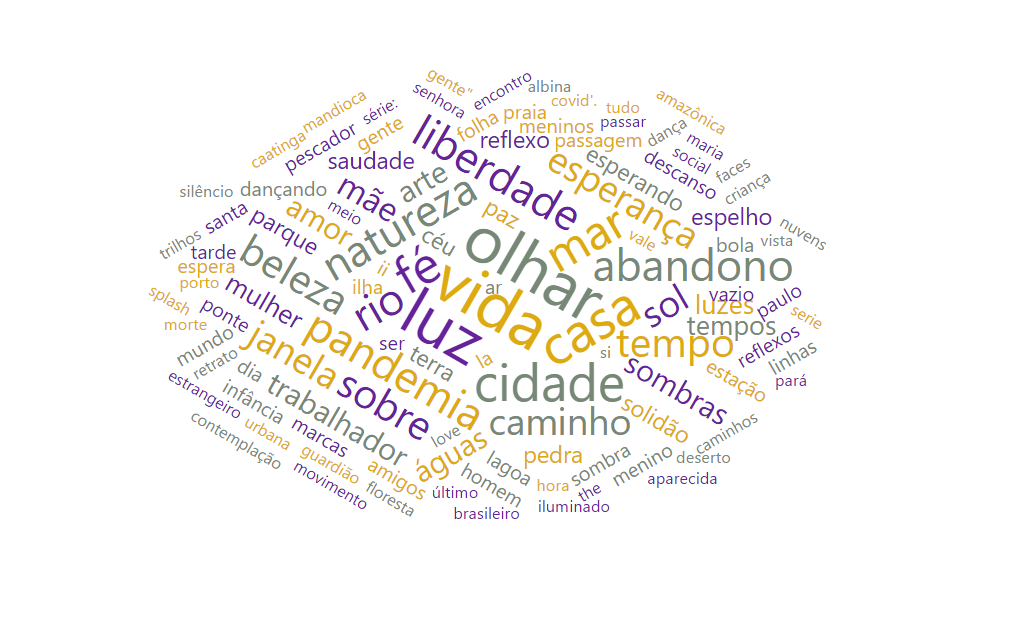 gente"
encontro
albina
senhora
covid'.
tudo
amazônica
mandioca
série:
folha
praia
meninos
passar
dança
maria
caatinga
pescador
gente
liberdade
reflexo
passagem
social
saudade
arte
esperança
esperando
descanso
faces
criança
silêncio
dançando
mãe
natureza
paz
olhar
mar
espelho
nuvens
santa
parque
amor
meio
céu
vale
bola
vista
trilhos
tarde
beleza
fè
vida
abandono
espera
ii
ilha
ar
casa
sol
vazio
paulo
porto
splash
mulher
rio
luz
luzes
serie
morte
ponte
janela
pandemia
ser
tempo
tempos
reflexos
mundo
terra
la
si
linhas
retrato
dia
sobre
cidade
sombras
estação
pará
estrangeiro
infância
trabalhador
caminho
solidão
urbana
marcas
love
águas
caminhos
contemplação
guardião
amigos
lagoa
pedra
sombra
menino
deserto
movimento
floresta
homem
hora
the
aparecida
último
iluminado
brasileiro